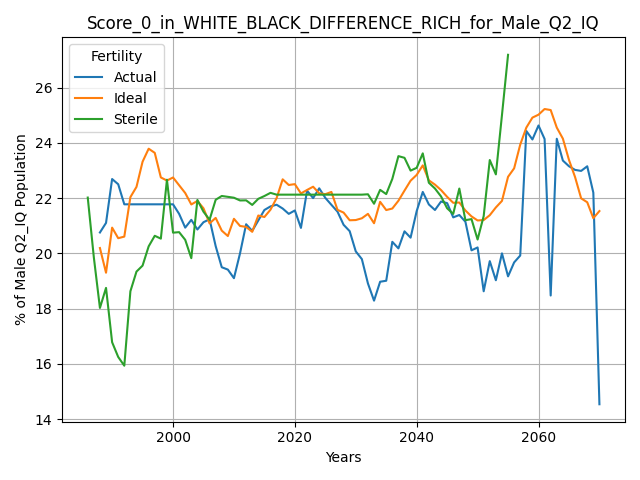 Score_0_in_WHITE_BLACK_DIFFERENCE_RICH_for_Male_Q2_IQ
Fertility
Actual
Ideal
Sterile
% of Male Q2_IQ Population
26
24
22
20
18
16
14
2000 2020 2040 2060
Years